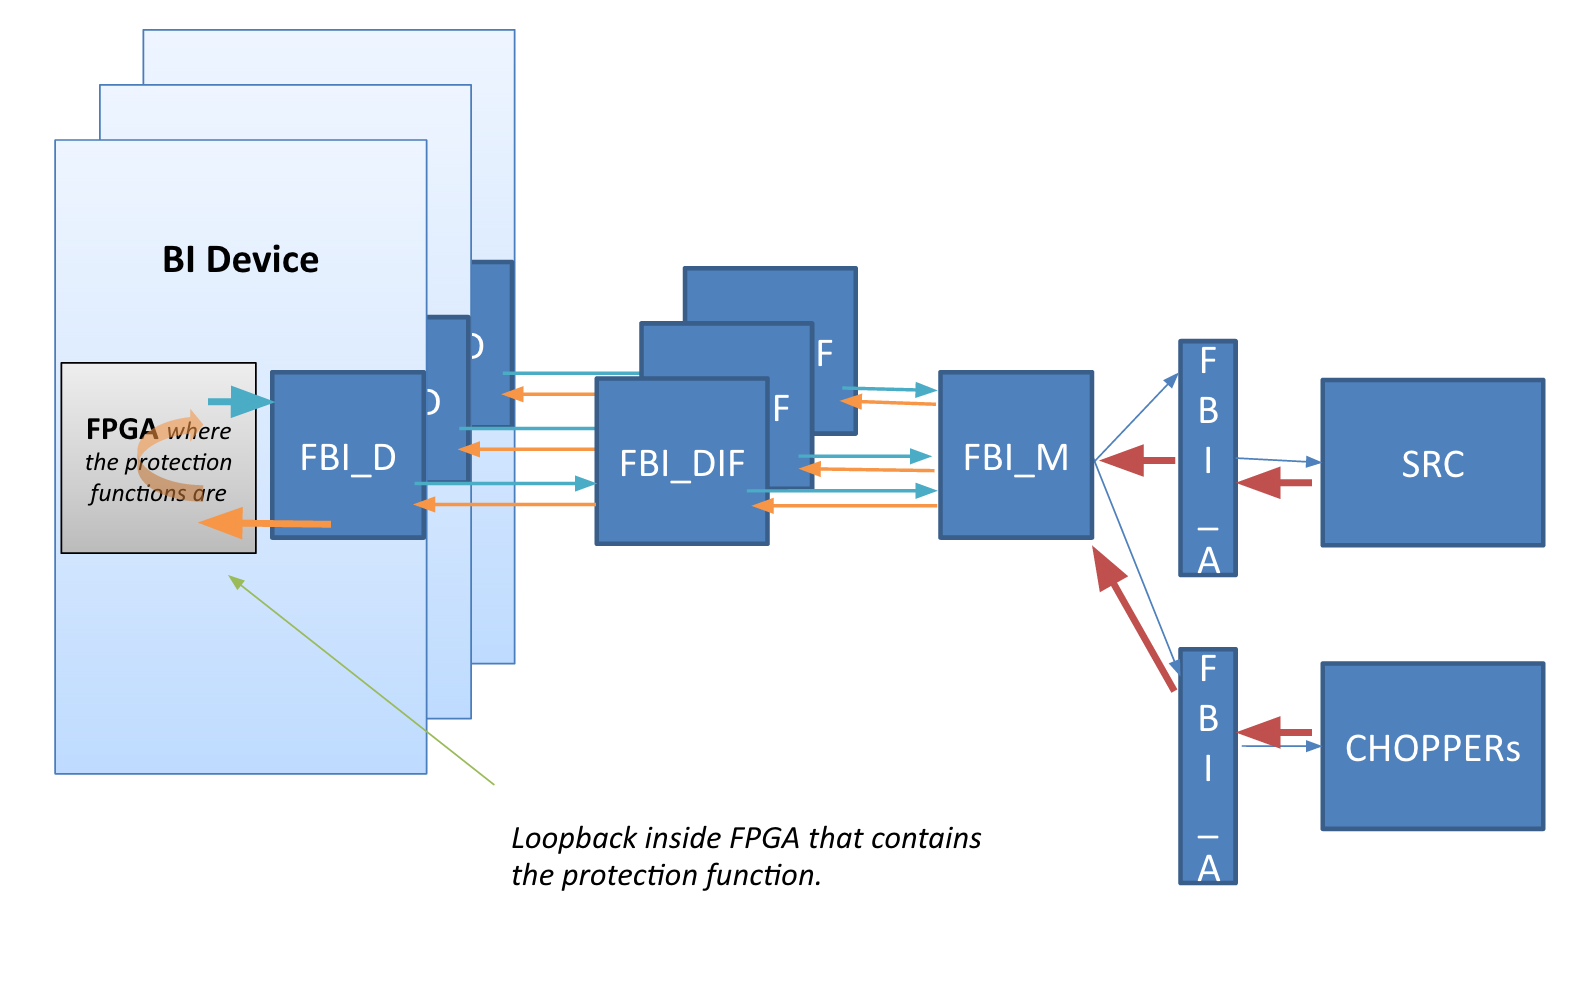 BI Device
D
D
F
F
FPGA where
the protection
functions are
FBI_D
FBI_DIF
FBI_M
F
B
I
_
A
SRC
F
B
I
_
A
CHOPPERs
Loopback inside FPGA that contains
the protection function.